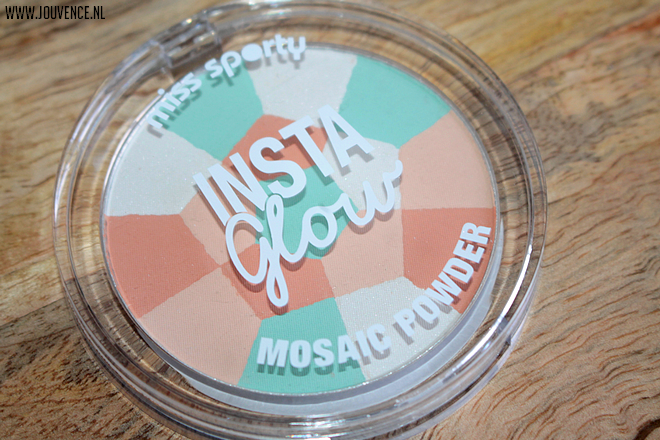 WWW.JOUVENCE.NL
miss sporty
INSTA
Glow
MOSAIC POWDER